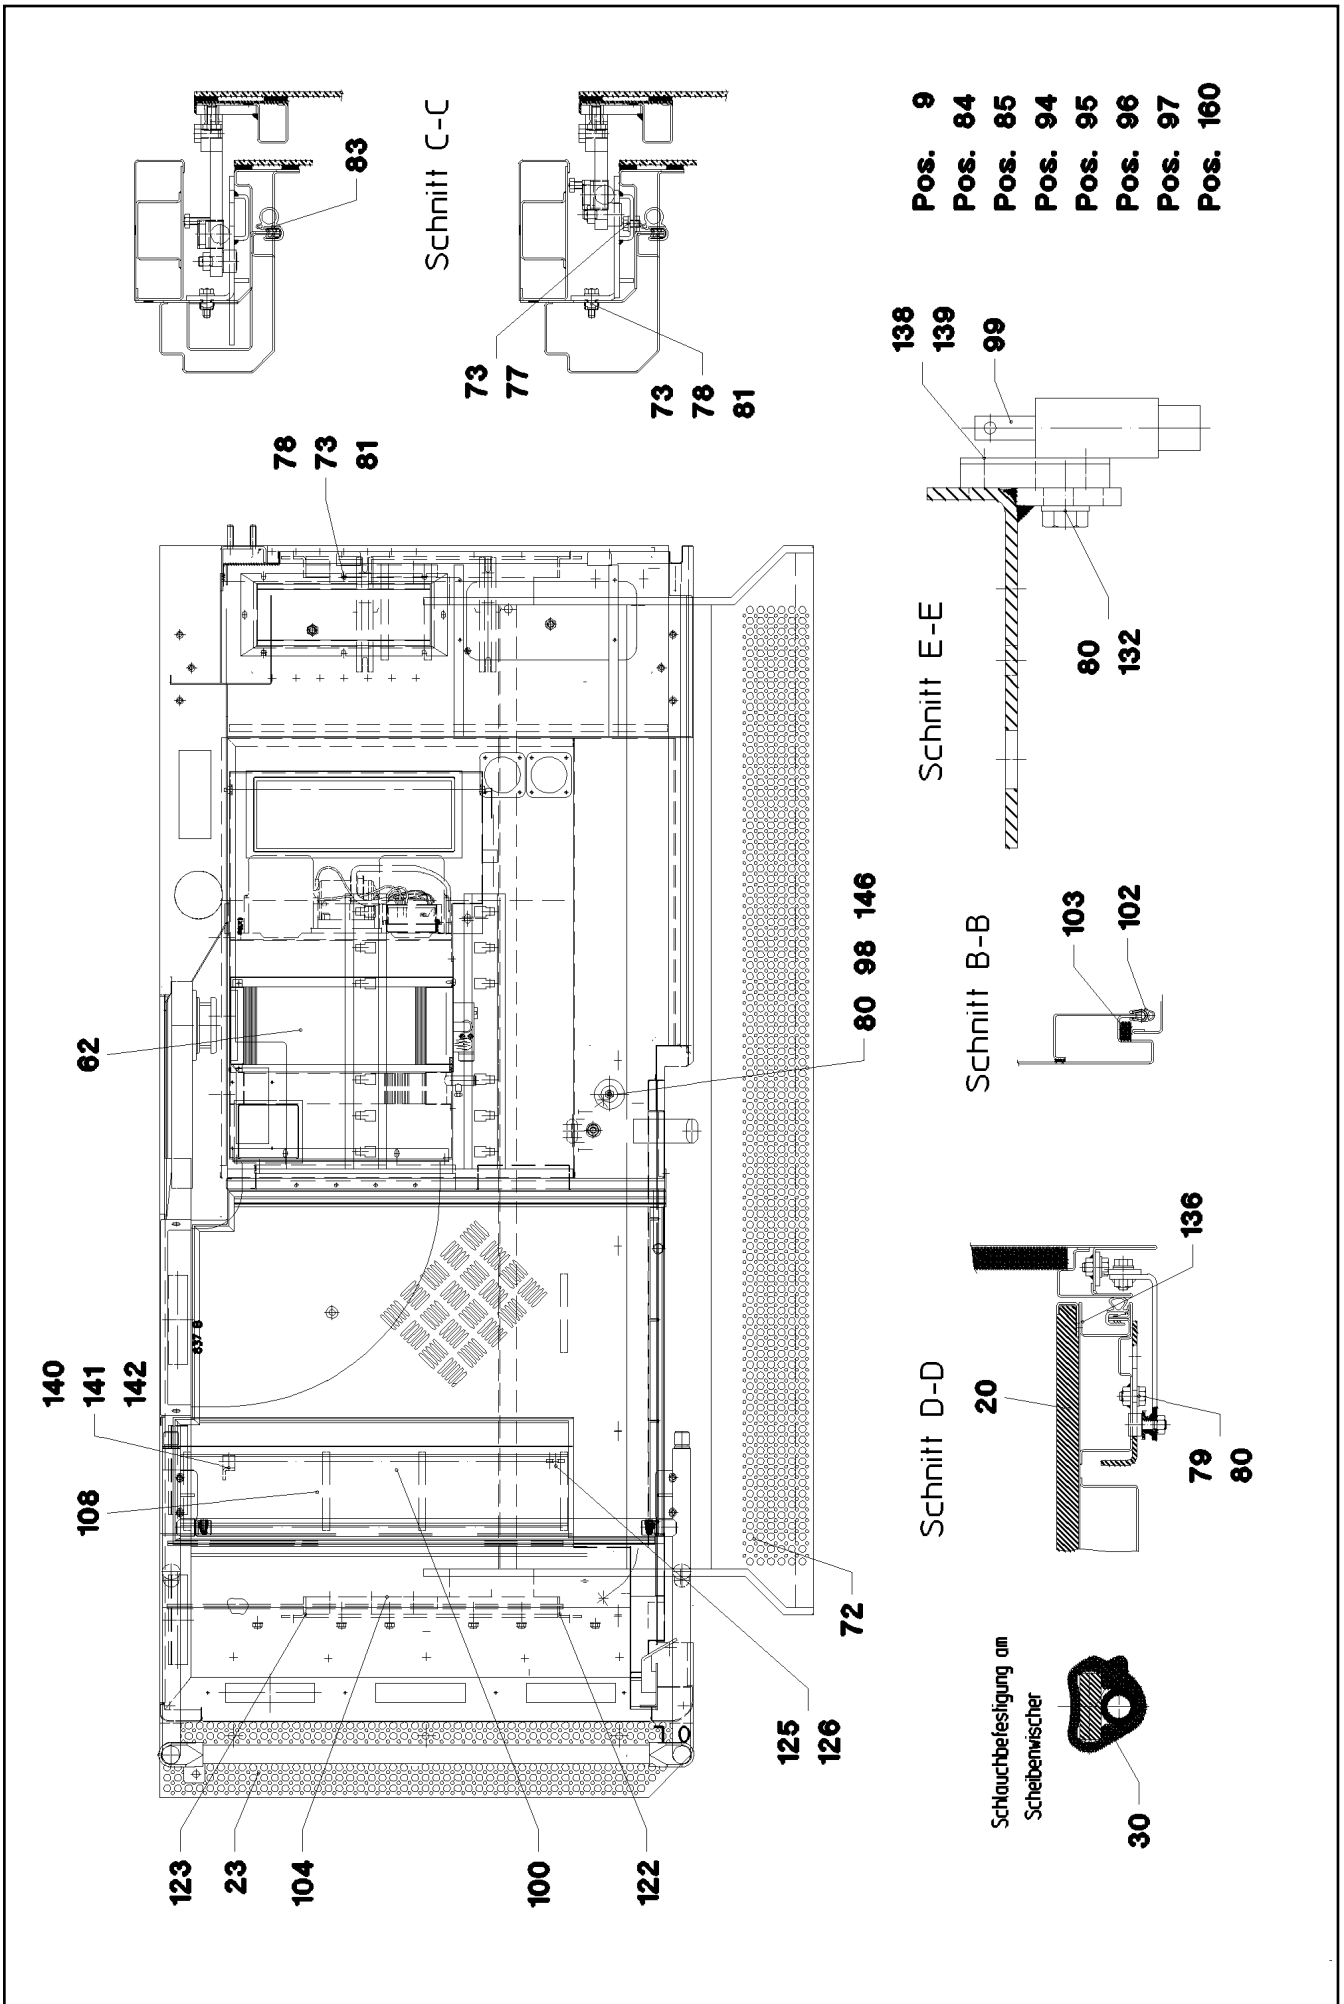 83
Schnitt C-C
73
77
73
78
81
78
73
81
Pos. 9
Pos. 84
Pos. 85
Pos. 94
Pos. 95
Pos. 96
Pos. 97
Pos. 160
138
139
99
80
132
Schnitt E-E
62
80 98 146
103
102
Schnitt B-B
140
141
142
637 B
108
136
20
79
80
Schnitt D-D
72
125
126
Schlauchbefestigung am
Scheibenwischer
30
123
23
104
100
122